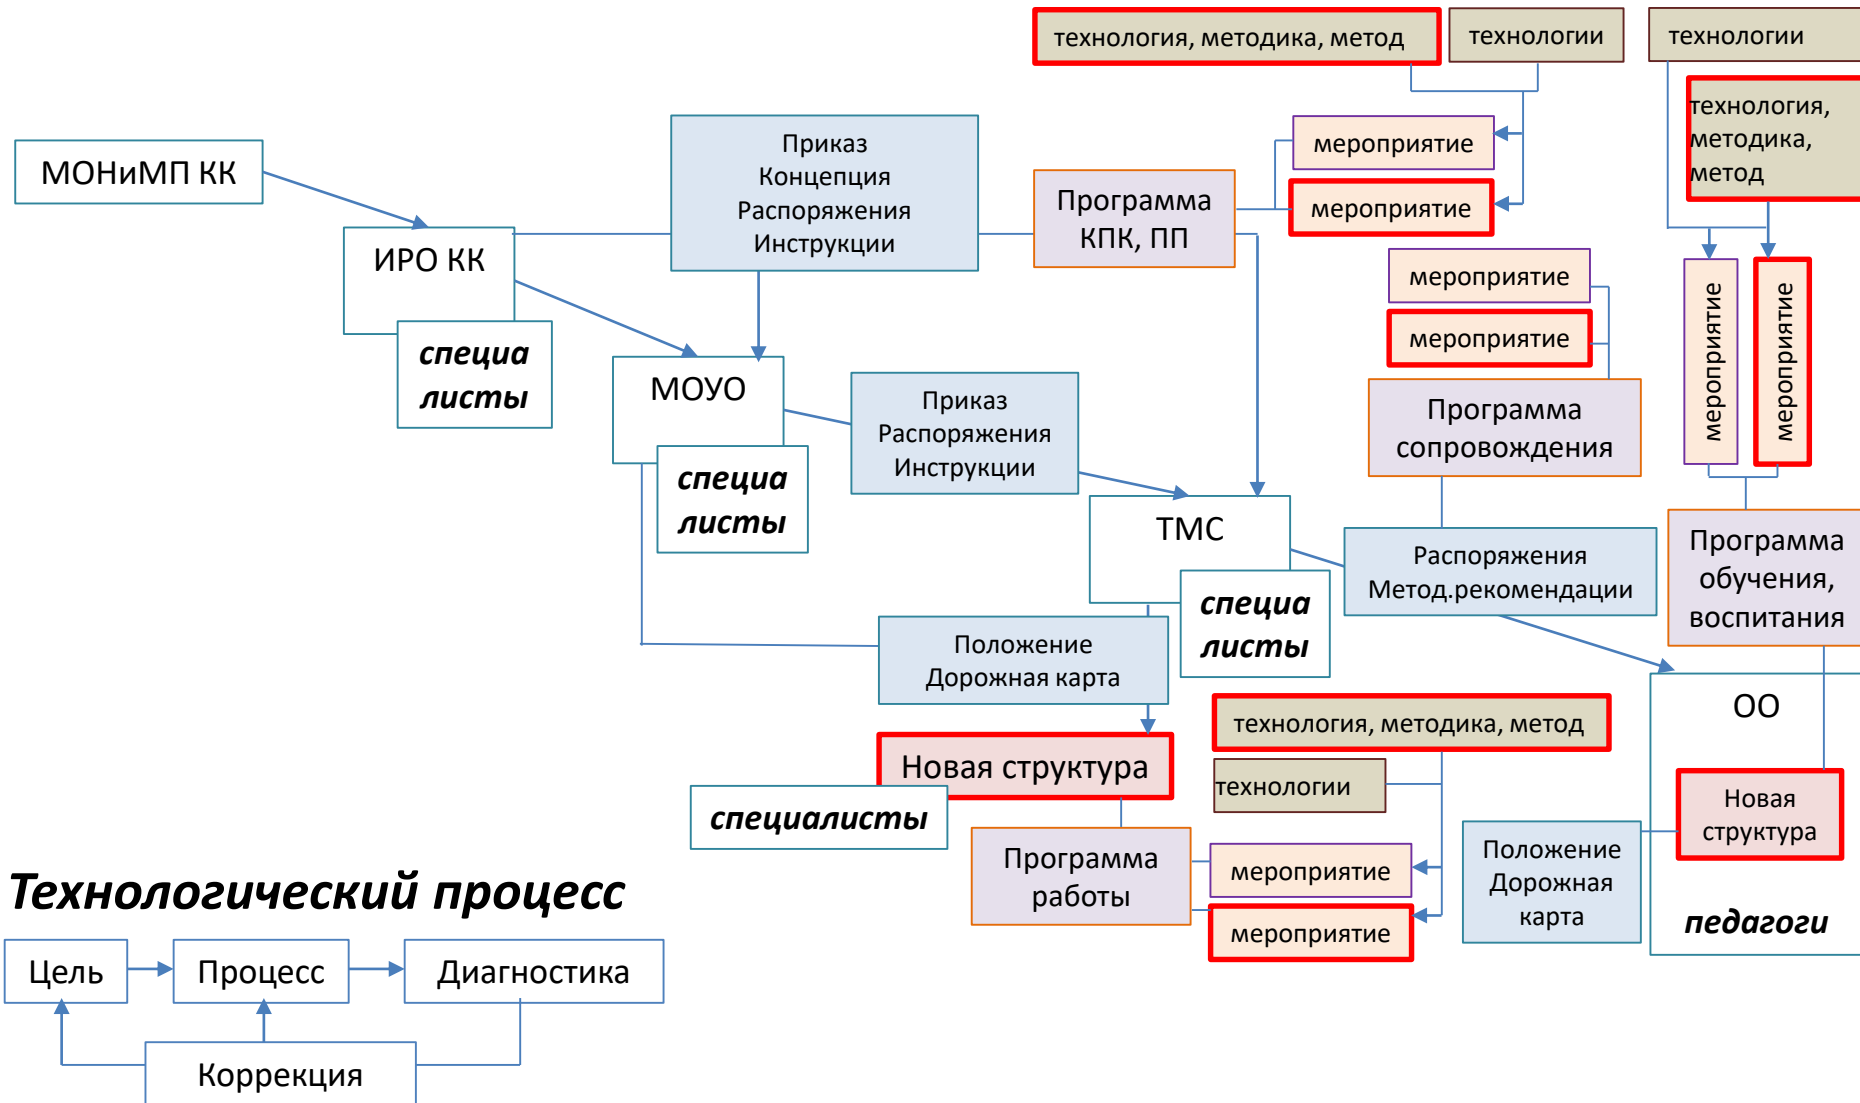 технология, методика, метод
технологии
технологии
технология,
методика,
метод
Приказ
Концепция
Распоряжения
Инструкции
мероприятие
МОНиМП КК
Программа
КПК, ПП
мероприятие
ИРО КК
специа
листы
мероприятие
мероприятие
мероприятие
мероприятие
МОУО
специа
листы
Приказ
Распоряжения
Инструкции
Программа
сопровождения
ТМС
специа
листы
Распоряжения
Метод.рекомендации
Программа
обучения,
воспитания
Положение
Дорожная карта
технология, методика, метод
ОО
Новая структура
специалисты
технологии
Новая
структура
Программа
работы
мероприятие
мероприятие
Положение
Дорожная
карта
педагоги
Технологический процесс
Цель
Процесс
Диагностика
Коррекция